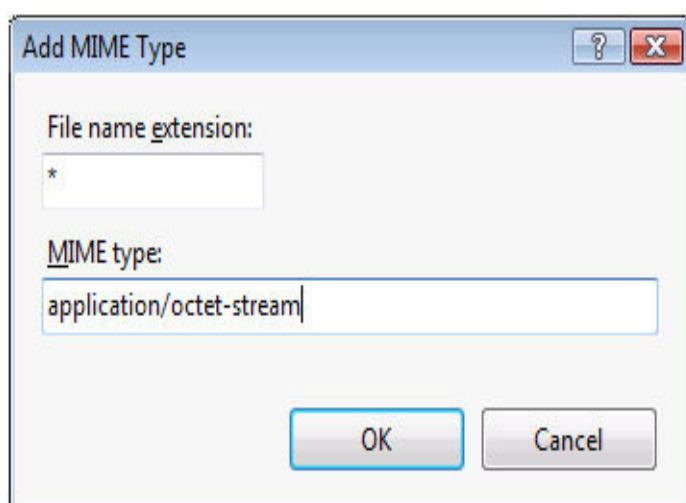 Add MIME Type
?
File name extension:
*
MIME type:
application/octet-stream
OK Cancel